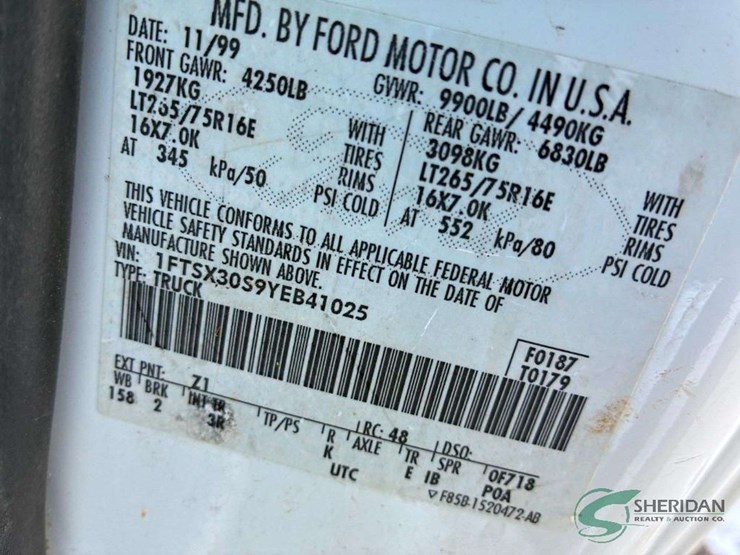 MFD. BY FORD MOTOR CO. IN U.S.A.
DATE: 11/99 GVWR: 9900LB/ 4490KG
FRONT GAWR: 4250LB REAR GAWR: 6830LB
1927KG WITH 3098KG WITH
LT265/75R16E TIRES LT265/75R16E TIRES
16X7.0K RIMS 16X7.0K RIMS
AT 345 kPa/50 PSI COLD AT 552 kPa/80 PSI COLD
THIS VEHICLE CONFORMS TO ALL APPLICABLE FEDERAL MOTOR
VEHICLE SAFETY STANDARDS IN EFFECT ON THE DATE OF
MANUFACTURE SHOWN ABOVE.
VIN: 1FTSX30S9YEB41025
TYPE: TRUCK
F0187
T0179
EXT PNT: Z1 RC: 48 DSO:
WB BRK INT TR TP/PS R AXLE TR SPR 0F718
158 2 3R K E IB POA
UTC
▽ F85B-1520472-AB
SHERIDAN
REALTY & AUCTION CO.